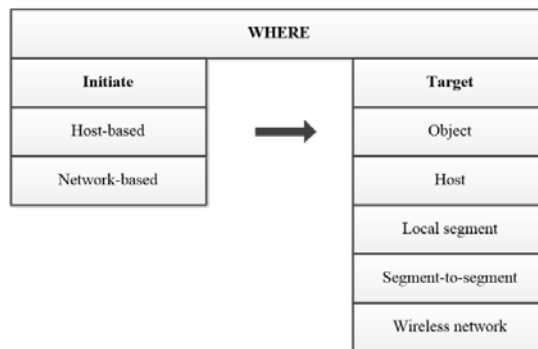 WHERE
Initiate
Target
Host-based
Object
Network-based
Host
Local segment
Segment-to-segment
Wireless network